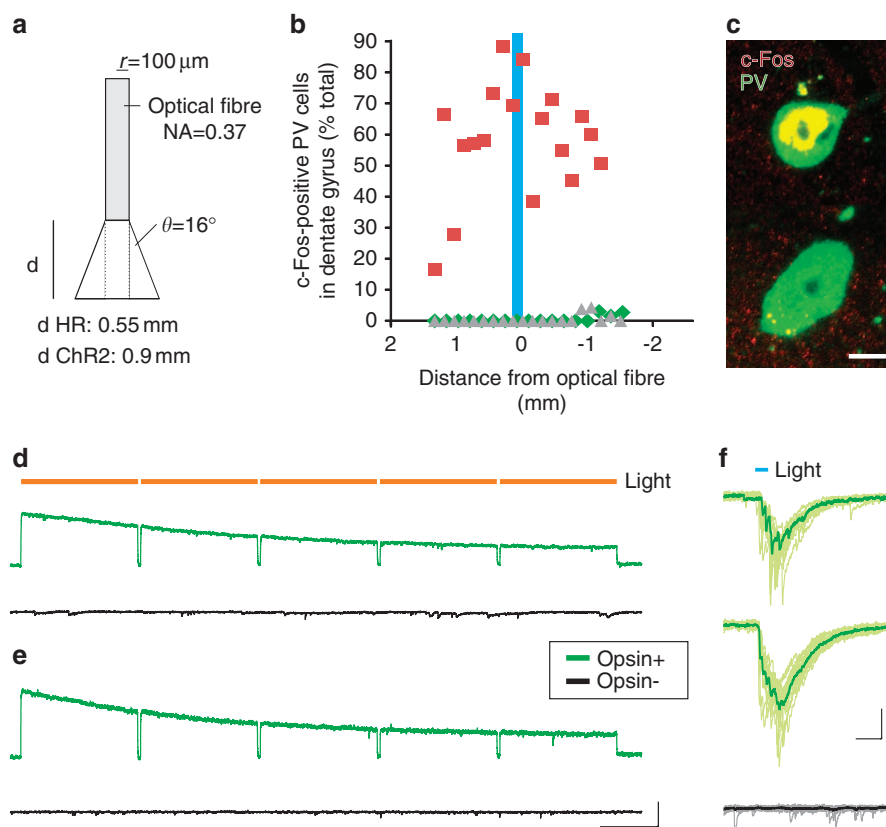 a
r=100 μm
Optical fibre
NA=0.37
θ=16°
d
d HR: 0.55 mm
d ChR2: 0.9 mm
b
c-Fos-positive PV cells
in dentate gyrus (% total)
90
80
70
60
50
40
30
20
10
0
2 1 0 -1 -2
Distance from optical fibre
(mm)
c
c-Fos
PV
d
Light
e
Opsin+
Opsin-
f
Light